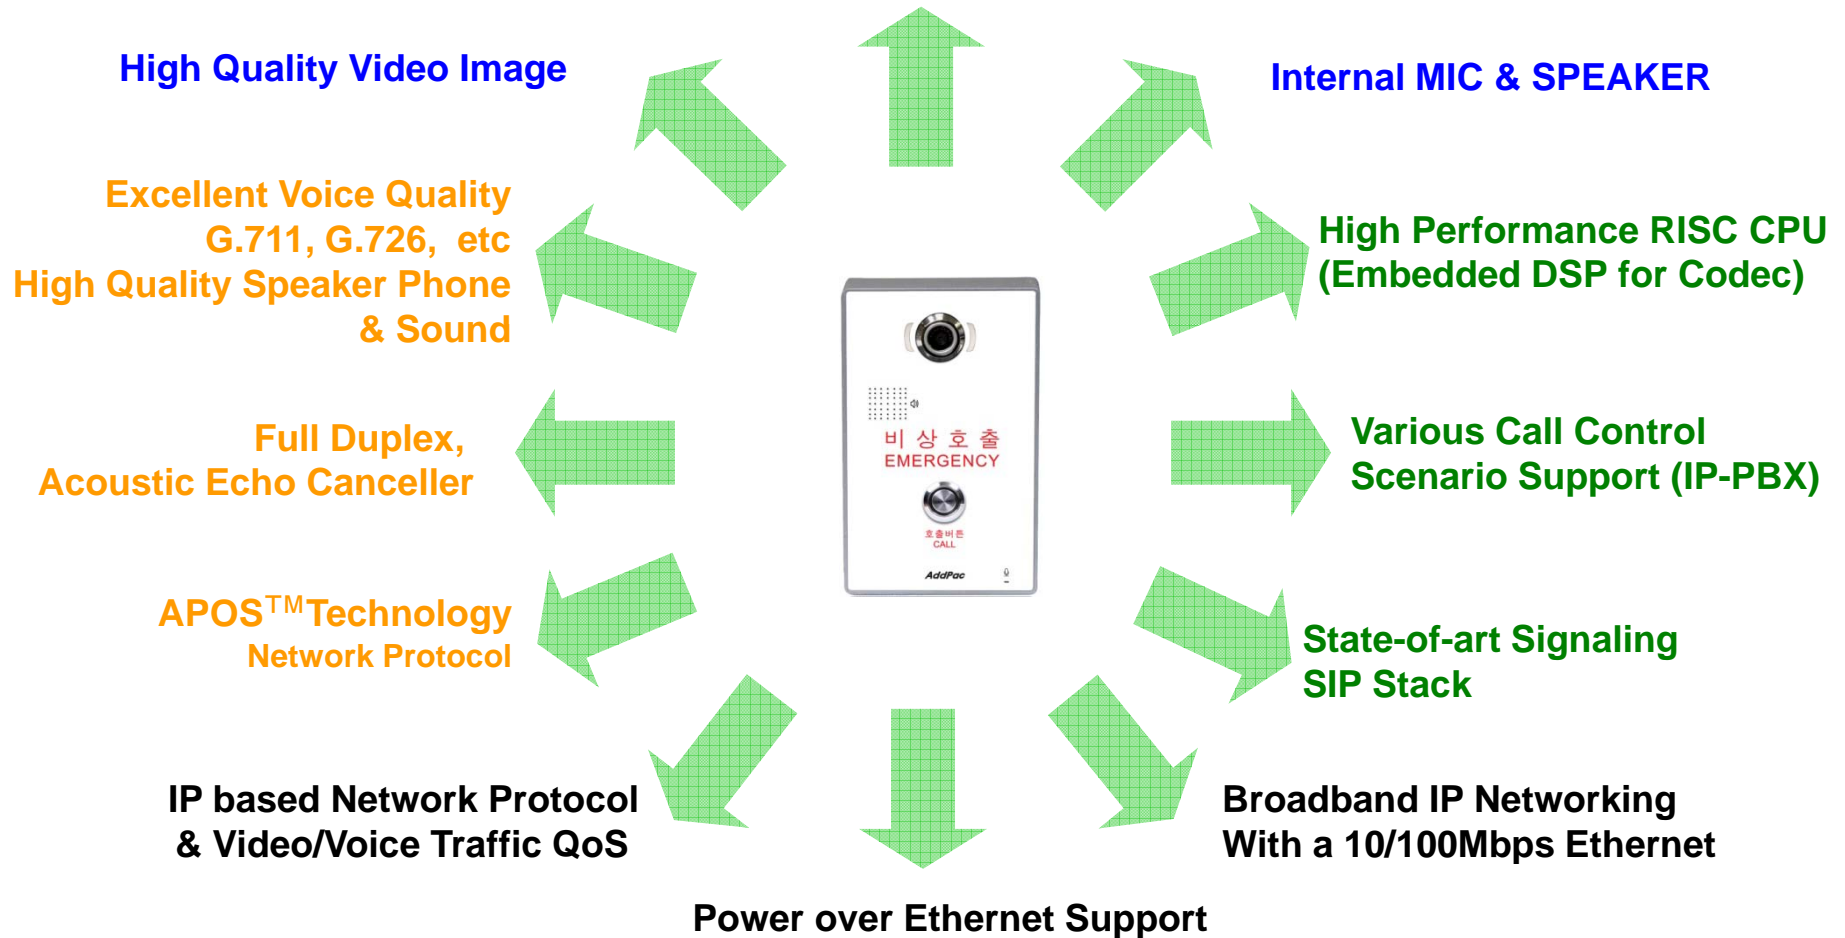 High Quality Video Image
Internal MIC & SPEAKER
Excellent Voice Quality
G.711, G.726, etc
High Quality Speaker Phone
& Sound
High Performance RISC CPU
(Embedded DSP for Codec)
Full Duplex,
Acoustic Echo Canceller
비상호출
EMERGENCY
호출버튼
CALL
AddPac
Various Call Control
Scenario Support (IP-PBX)
APOS™Technology
Network Protocol
State-of-art Signaling
SIP Stack
IP based Network Protocol
& Video/Voice Traffic QoS
Broadband IP Networking
With a 10/100Mbps Ethernet
Power over Ethernet Support